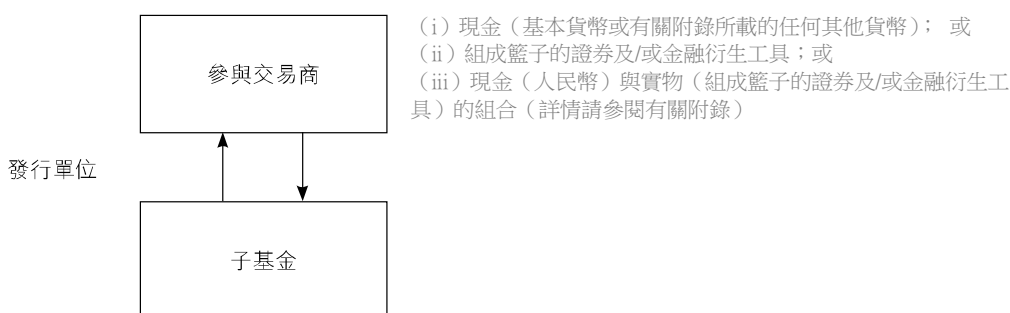 （i）現金（基本貨幣或有關附錄所載的任何其他貨幣）； 或
（ii）組成籃子的證券及/或金融衍生工具；或
（iii）現金（人民幣）與實物（組成籃子的證券及/或金融衍生工
具）的組合（詳情請參閱有關附錄）
參與交易商
發行單位
子基金